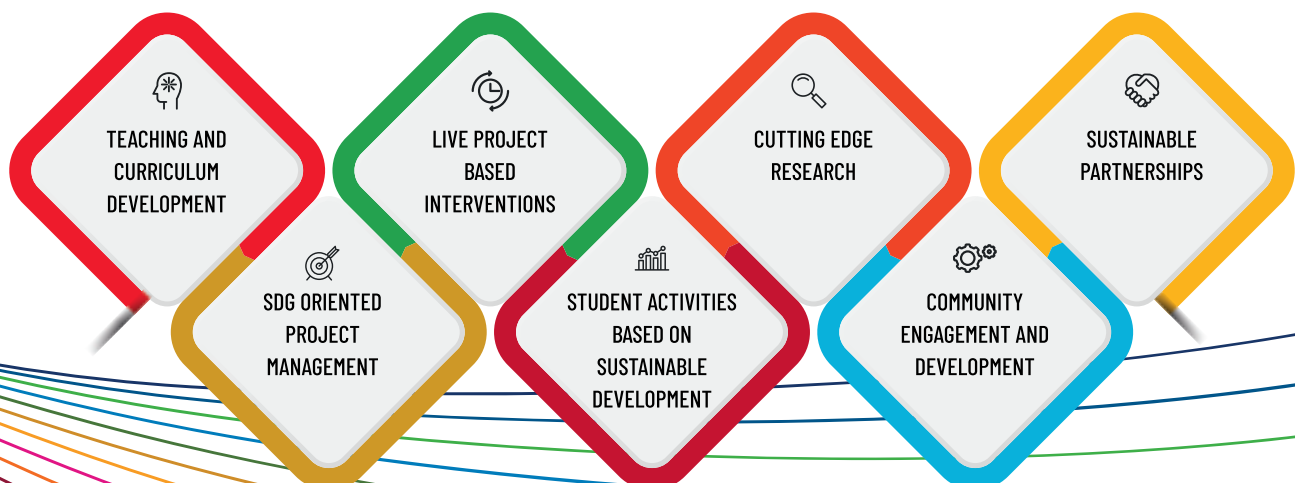 TEACHING AND
CURRICULUM
DEVELOPMENT
SDG ORIENTED
PROJECT
MANAGEMENT
LIVE PROJECT
BASED
INTERVENTIONS
STUDENT ACTIVITIES
BASED ON
SUSTAINABLE
DEVELOPMENT
CUTTING EDGE
RESEARCH
COMMUNITY
ENGAGEMENT AND
DEVELOPMENT
SUSTAINABLE
PARTNERSHIPS